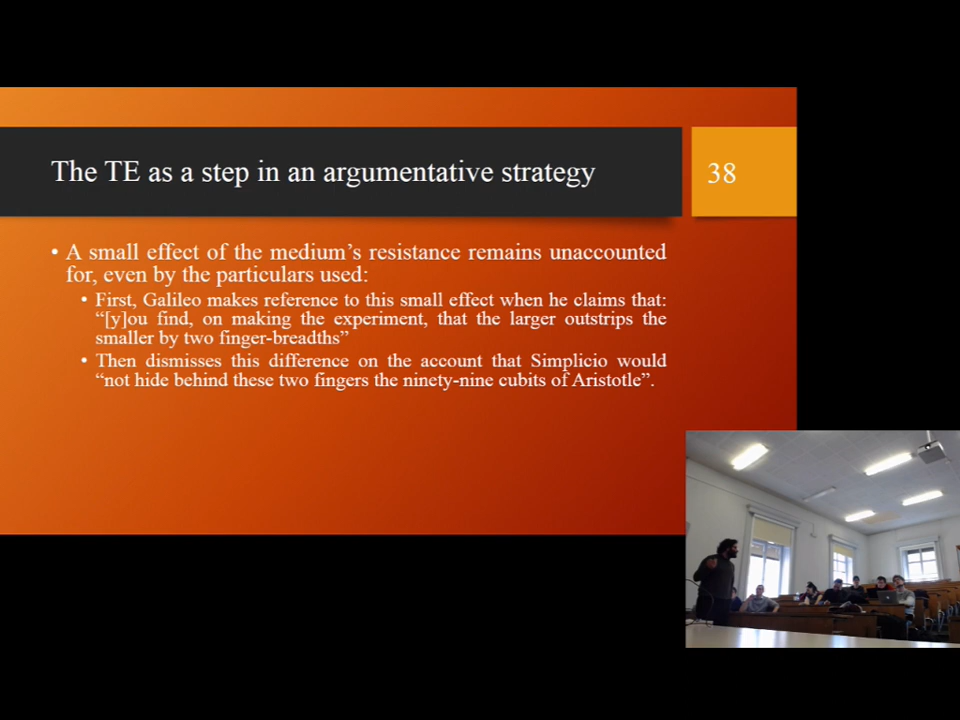 The TE as a step in an argumentative strategy
38
• A small effect of the medium’s resistance remains unaccounted
for, even by the particulars used:
• First, Galileo makes reference to this small effect when he claims that:
“[y]ou find, on making the experiment, that the larger outstrips the
smaller by two finger-breadths”
• Then dismisses this difference on the account that Simplicio would
“not hide behind these two fingers the ninety-nine cubits of Aristotle”.